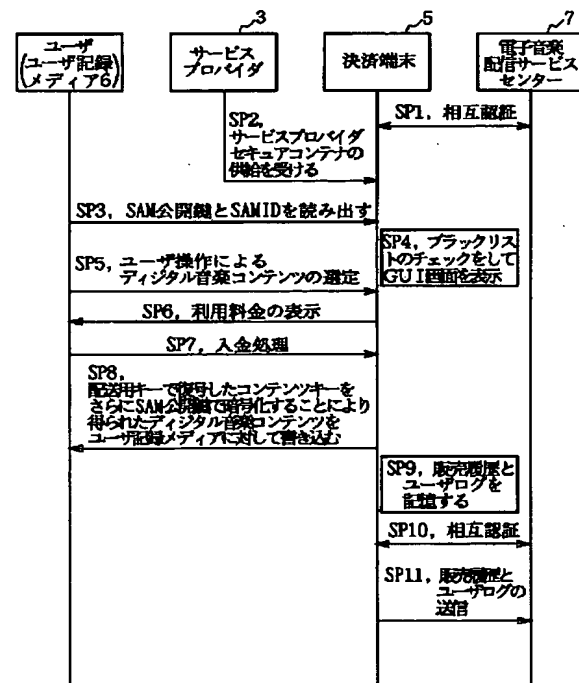 3
5
7
ユーザ
(ユーザ記録)
メディア6
サービス
プロバイダ
決済端末
電子音楽
配信サービス
センター
SP1, 相互認証
SP2,
サービスプロバイダ
セキュアコンテナの
供給を受ける
SP3, SAM公開鍵とSAMIDを読み出す
SP4, ブラックリス
トのチェックをして
GUI画面を表示
SP5, ユーザ操作による
ディジタル音楽コンテンツの選定
SP6, 利用料金の表示
SP7, 入金処理
SP8,
配送用キーで復号したコンテンツキーを
さらにSAM公開鍵で暗号化することにより
得られたディジタル音楽コンテンツを
ユーザ記録メディアに対して書き込む
SP9, 販売履歴と
ユーザログを
記憶する
SP10, 相互認証
SP11, 販売履歴と
ユーザログの
送信